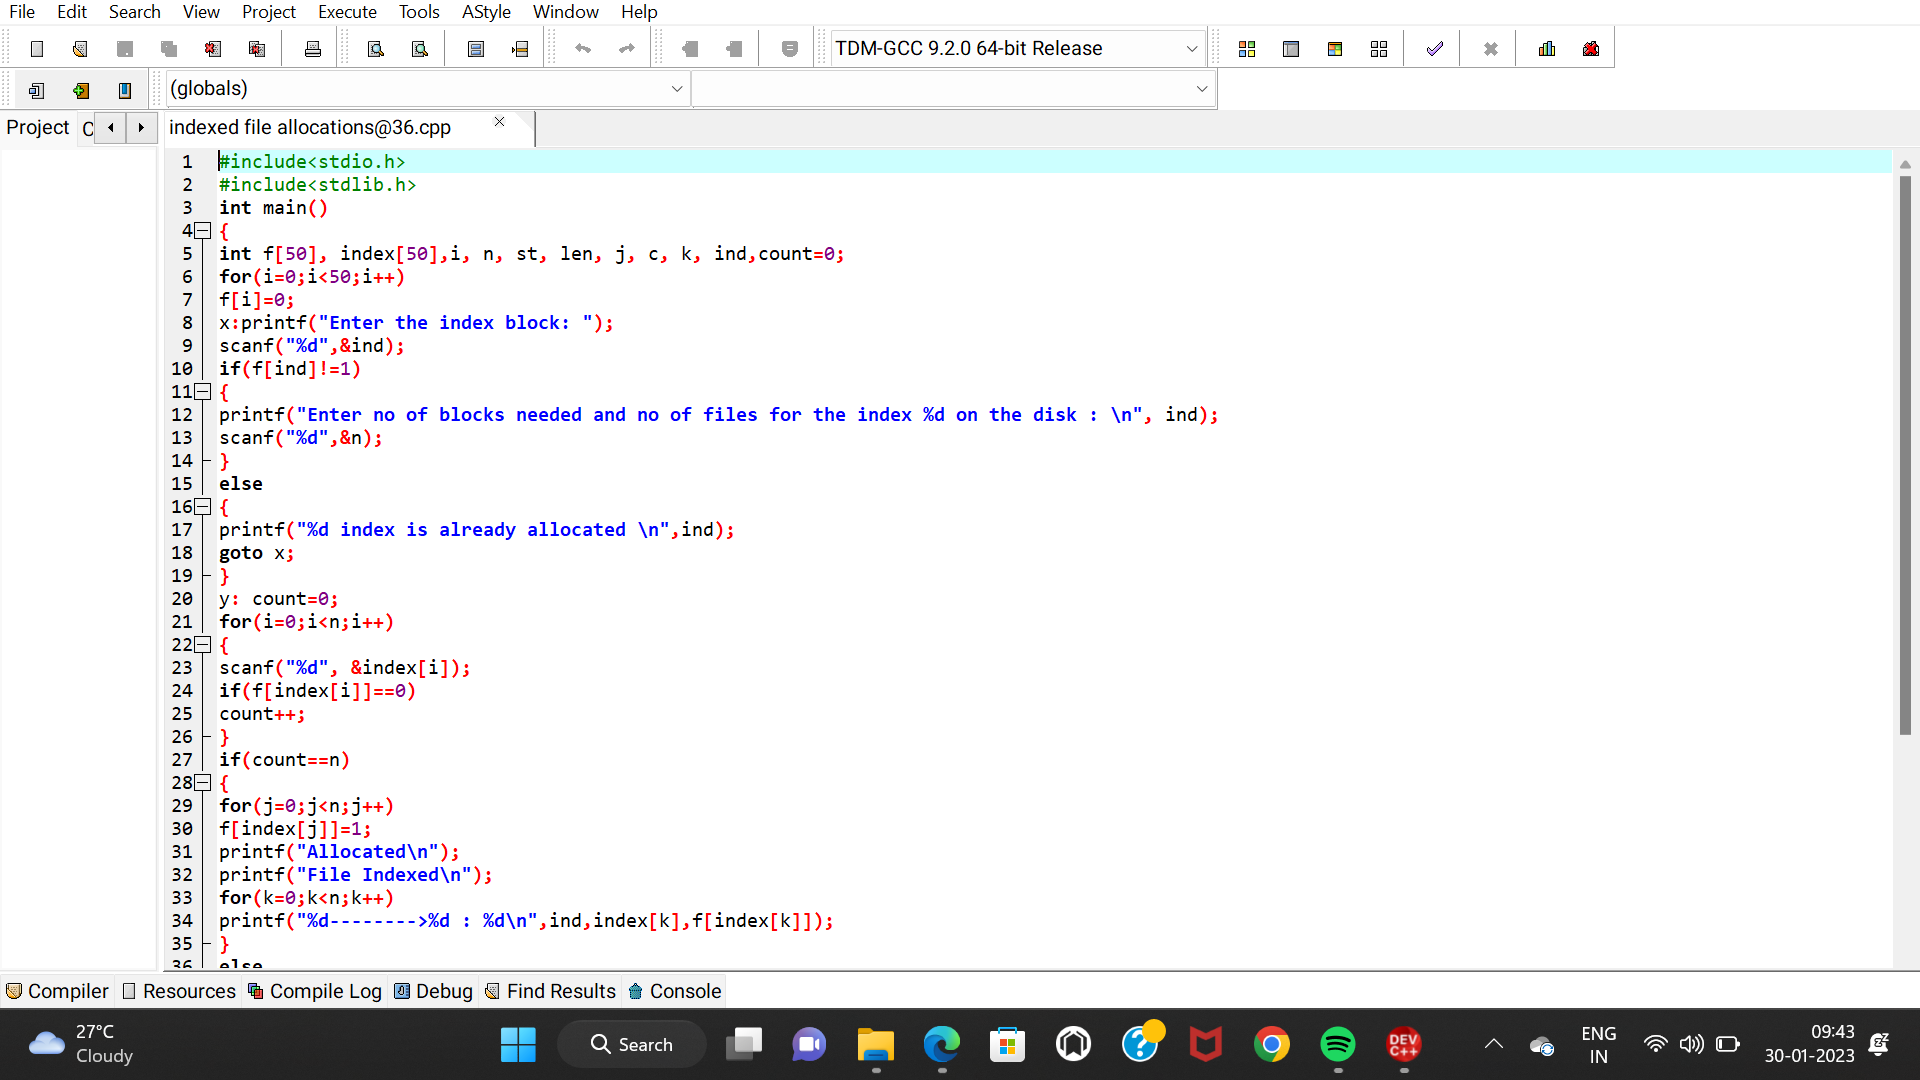 File Edit Search View Project Execute Tools AStyle Window Help
TDM-GCC 9.2.0 64-bit Release
(globals)
Project C indexed file allocations@36.cpp
1 #include<stdio.h>
2 #include<stdlib.h>
3 int main()
4 {
5 int f[50], index[50],i, n, st, len, j, c, k, ind,count=0;
6 for(i=0;i<50;i++)
7 f[i]=0;
8 x:printf("Enter the index block: ");
9 scanf("%d",&ind);
10 if(f[ind]!=1)
11 {
12 printf("Enter no of blocks needed and no of files for the index %d on the disk : \n", ind);
13 scanf("%d",&n);
14 }
15 else
16 {
17 printf("%d index is already allocated \n",ind);
18 goto x;
19 }
20 y: count=0;
21 for(i=0;i<n;i++)
22 {
23 scanf("%d", &index[i]);
24 if(f[index[i]]==0)
25 count++;
26 }
27 if(count==n)
28 {
29 for(j=0;j<n;j++)
30 f[index[j]]=1;
31 printf("Allocated\n");
32 printf("File Indexed\n");
33 for(k=0;k<n;k++)
34 printf("%d-------->%d : %d\n",ind,index[k],f[index[k]]);
35 }
36 else
Compiler Resources Compile Log Debug Find Results Console
27°C
Cloudy
Search
DEV
C++
ENG
IN
09:43
30-01-2023